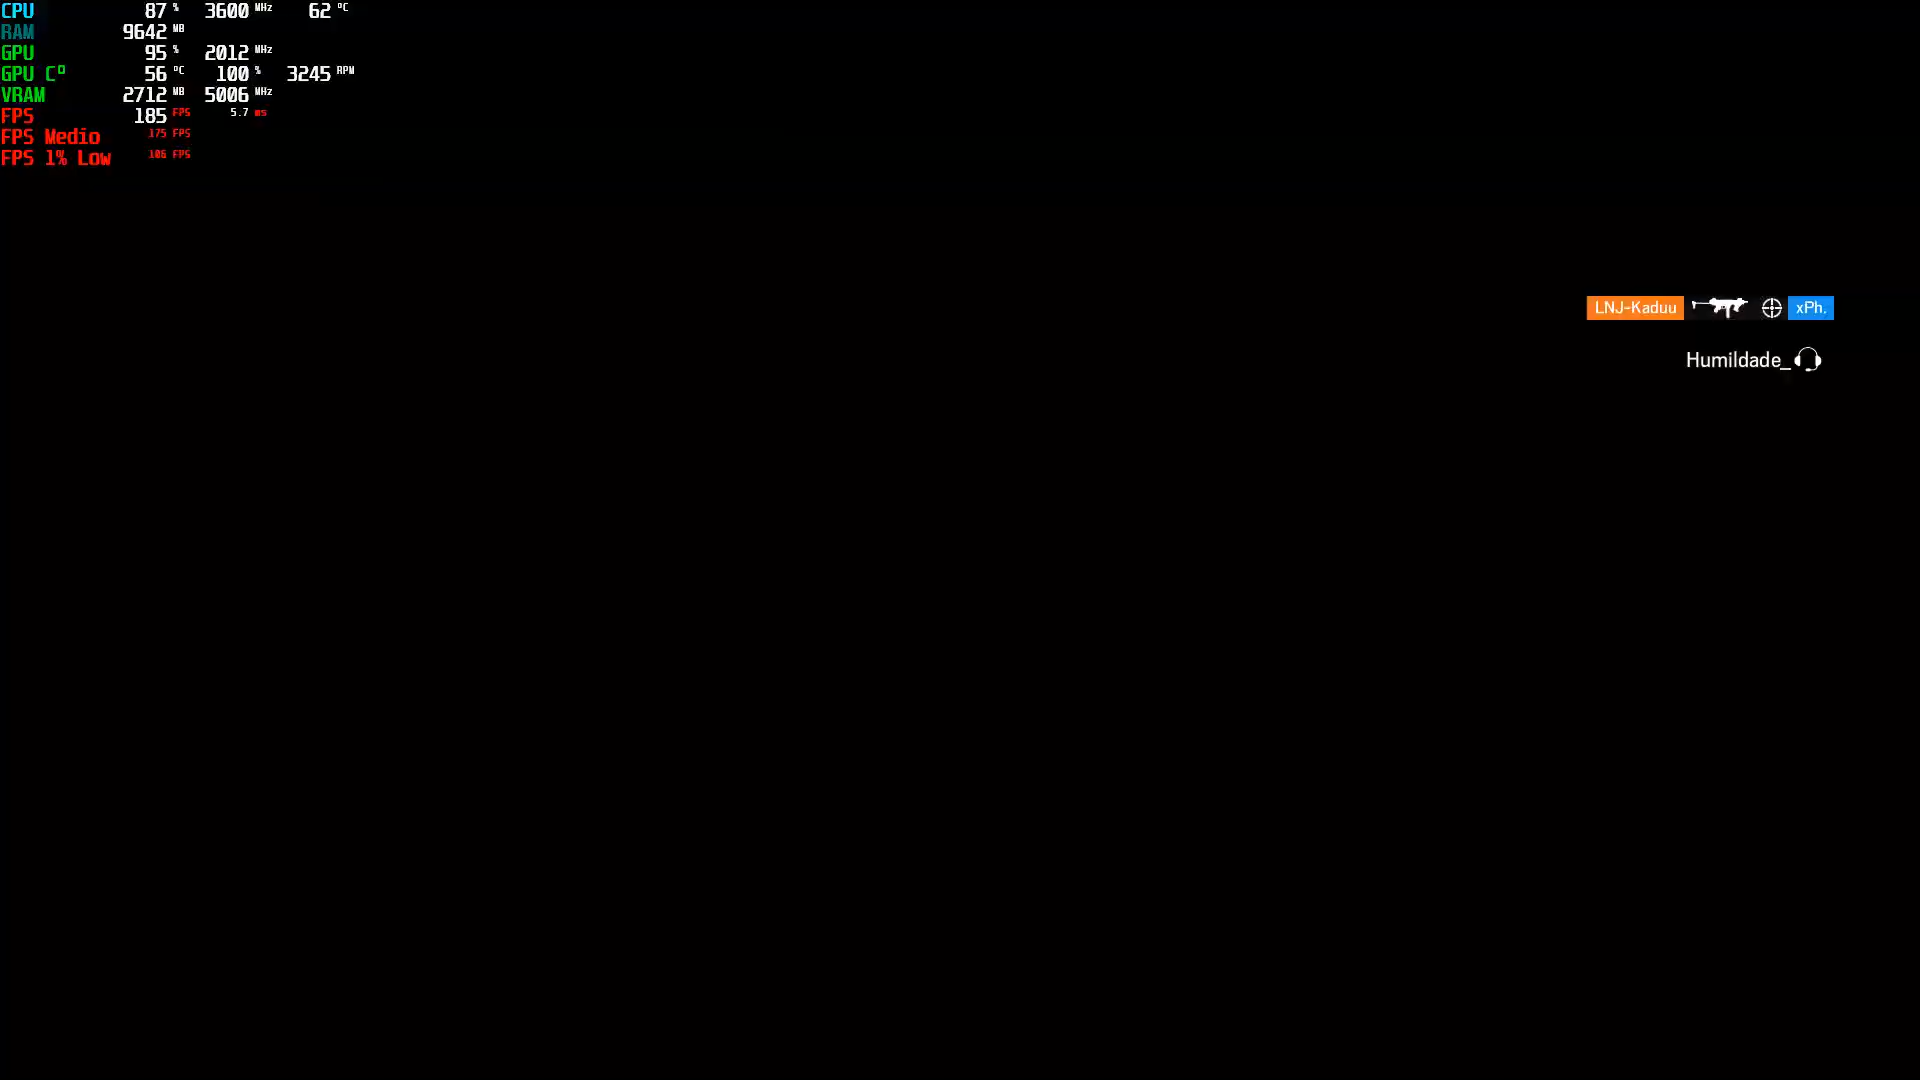 CPU 87 % 3600 MHz 62 °C
RAM 9642 MB
GPU 95 % 2012 MHz
GPU Cº 56 °C 100 % 3245 RPM
VRAM 2712 MB 5006 MHz
FPS 185 FPS 5.7 ms
FPS Medio 175 FPS
FPS 1% Low 106 FPS
LNJ-Kaduu xPh.
Humildade_